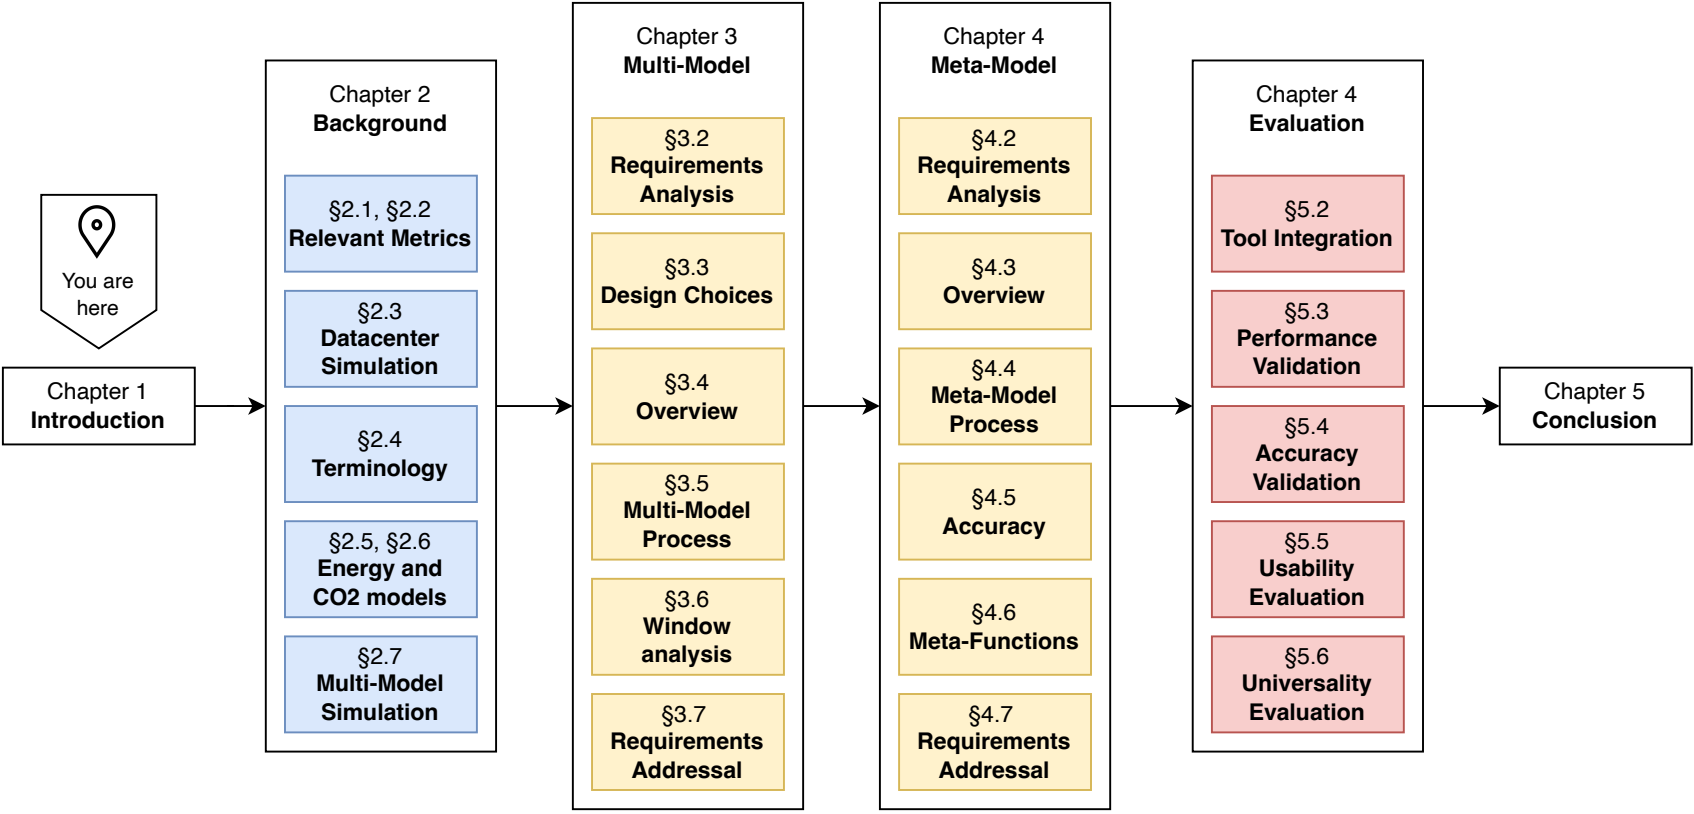 You are
here
Chapter 1
Introduction
Chapter 2
Background
§2.1, §2.2
Relevant Metrics
§2.3
Datacenter
Simulation
§2.4
Terminology
§2.5, §2.6
Energy and
CO2 models
§2.7
Multi-Model
Simulation
Chapter 3
Multi-Model
§3.2
Requirements
Analysis
§3.3
Design Choices
§3.4
Overview
§3.5
Multi-Model
Process
§3.6
Window
analysis
§3.7
Requirements
Addressal
Chapter 4
Meta-Model
§4.2
Requirements
Analysis
§4.3
Overview
§4.4
Meta-Model
Process
§4.5
Accuracy
§4.6
Meta-Functions
§4.7
Requirements
Addressal
Chapter 4
Evaluation
§5.2
Tool Integration
§5.3
Performance
Validation
§5.4
Accuracy
Validation
§5.5
Usability
Evaluation
§5.6
Universality
Evaluation
Chapter 5
Conclusion